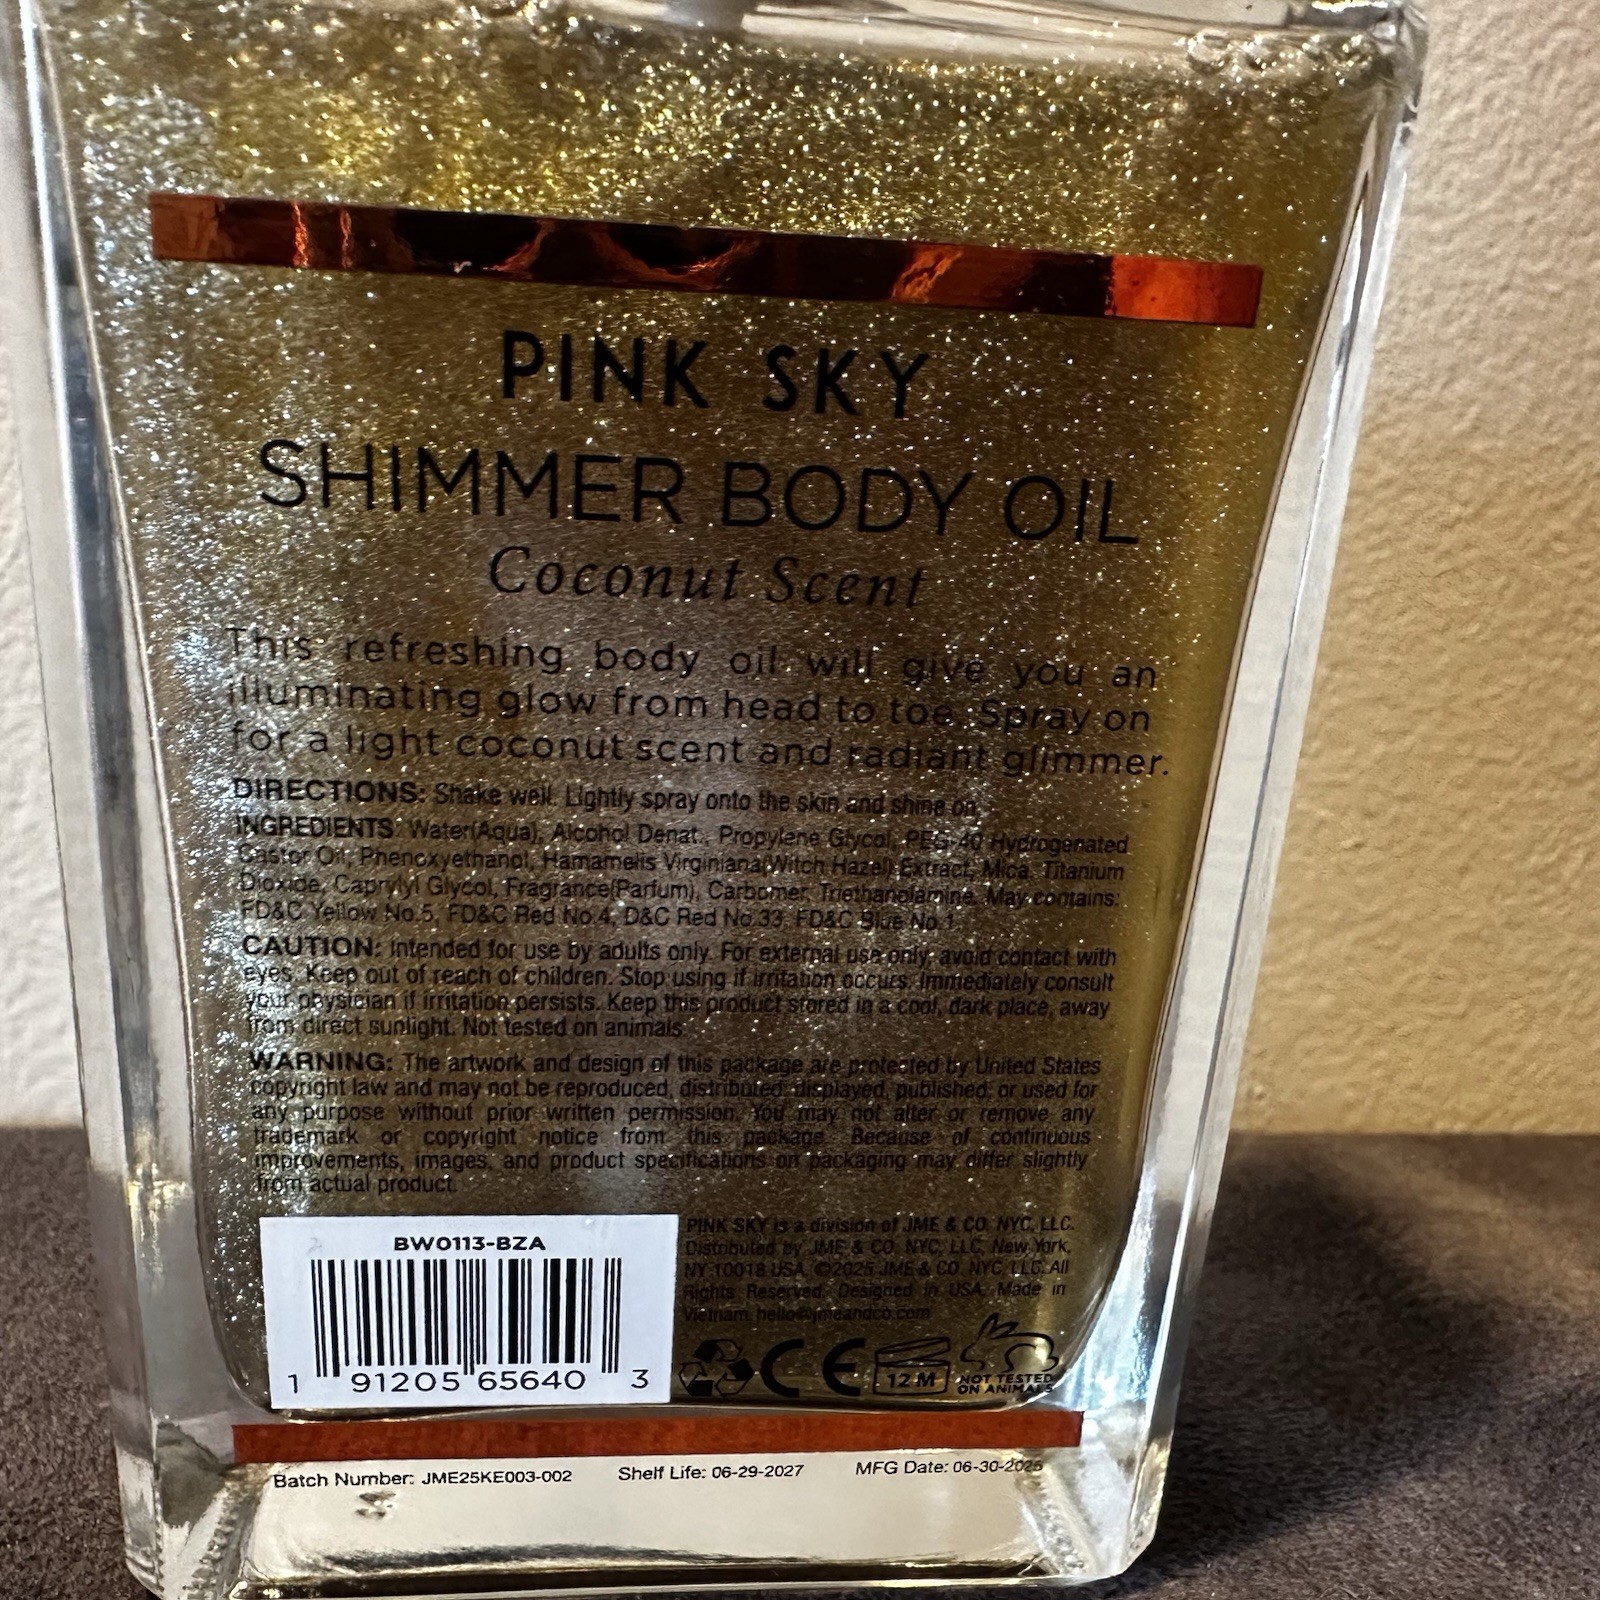 PINK SKY
SHIMMER BODY OIL
Coconut Scent
This refreshing body oil will give you an
illuminating glow from head to toe. Spray on
for a light coconut scent and radiant glimmer.
DIRECTIONS: Shake well. Lightly spray onto the skin and shine on.
INGREDIENTS: Water(Aqua), Alcohol Denat., Propylene Glycol, PEG-40 Hydrogenated
Castor Oil, Phenoxyethanol, Hamamelis Virginiana(Witch Hazel) Extract, Mica, Titanium
Dioxide, Caprylyl Glycol, Fragrance(Parfum), Carbomer, Triethanolamine. May contains:
FD&C Yellow No.5, FD&C Red No.4, D&C Red No.33, FD&C Blue No.1.
CAUTION: Intended for use by adults only. For external use only, avoid contact with
eyes. Keep out of reach of children. Stop using if irritation occurs. Immediately consult
your physician if irritation persists. Keep this product stored in a cool, dark place, away
from direct sunlight. Not tested on animals.
WARNING: The artwork and design of this package are protected by United States
copyright law and may not be reproduced, distributed, displayed, published, or used for
any purpose without prior written permission. You may not alter or remove any
trademark or copyright notice from this package. Because of continuous
improvements, images, and product specifications on packaging may differ slightly
from actual product.
BW0113-BZA
1 91205 65640 3
PINK SKY is a division of JME & CO. NYC, LLC.
Distributed by JME & CO. NYC, LLC, New York,
NY 10018 USA. ©2025 JME & CO. NYC, LLC. All
Rights Reserved. Designed in USA. Made in
Vietnam. hello@jmeandco.com
CE
12M
NOT TESTED
ON ANIMALS
Batch Number: JME25KE003-002 Shelf Life: 06-29-2027 MFG Date: 06-30-2025